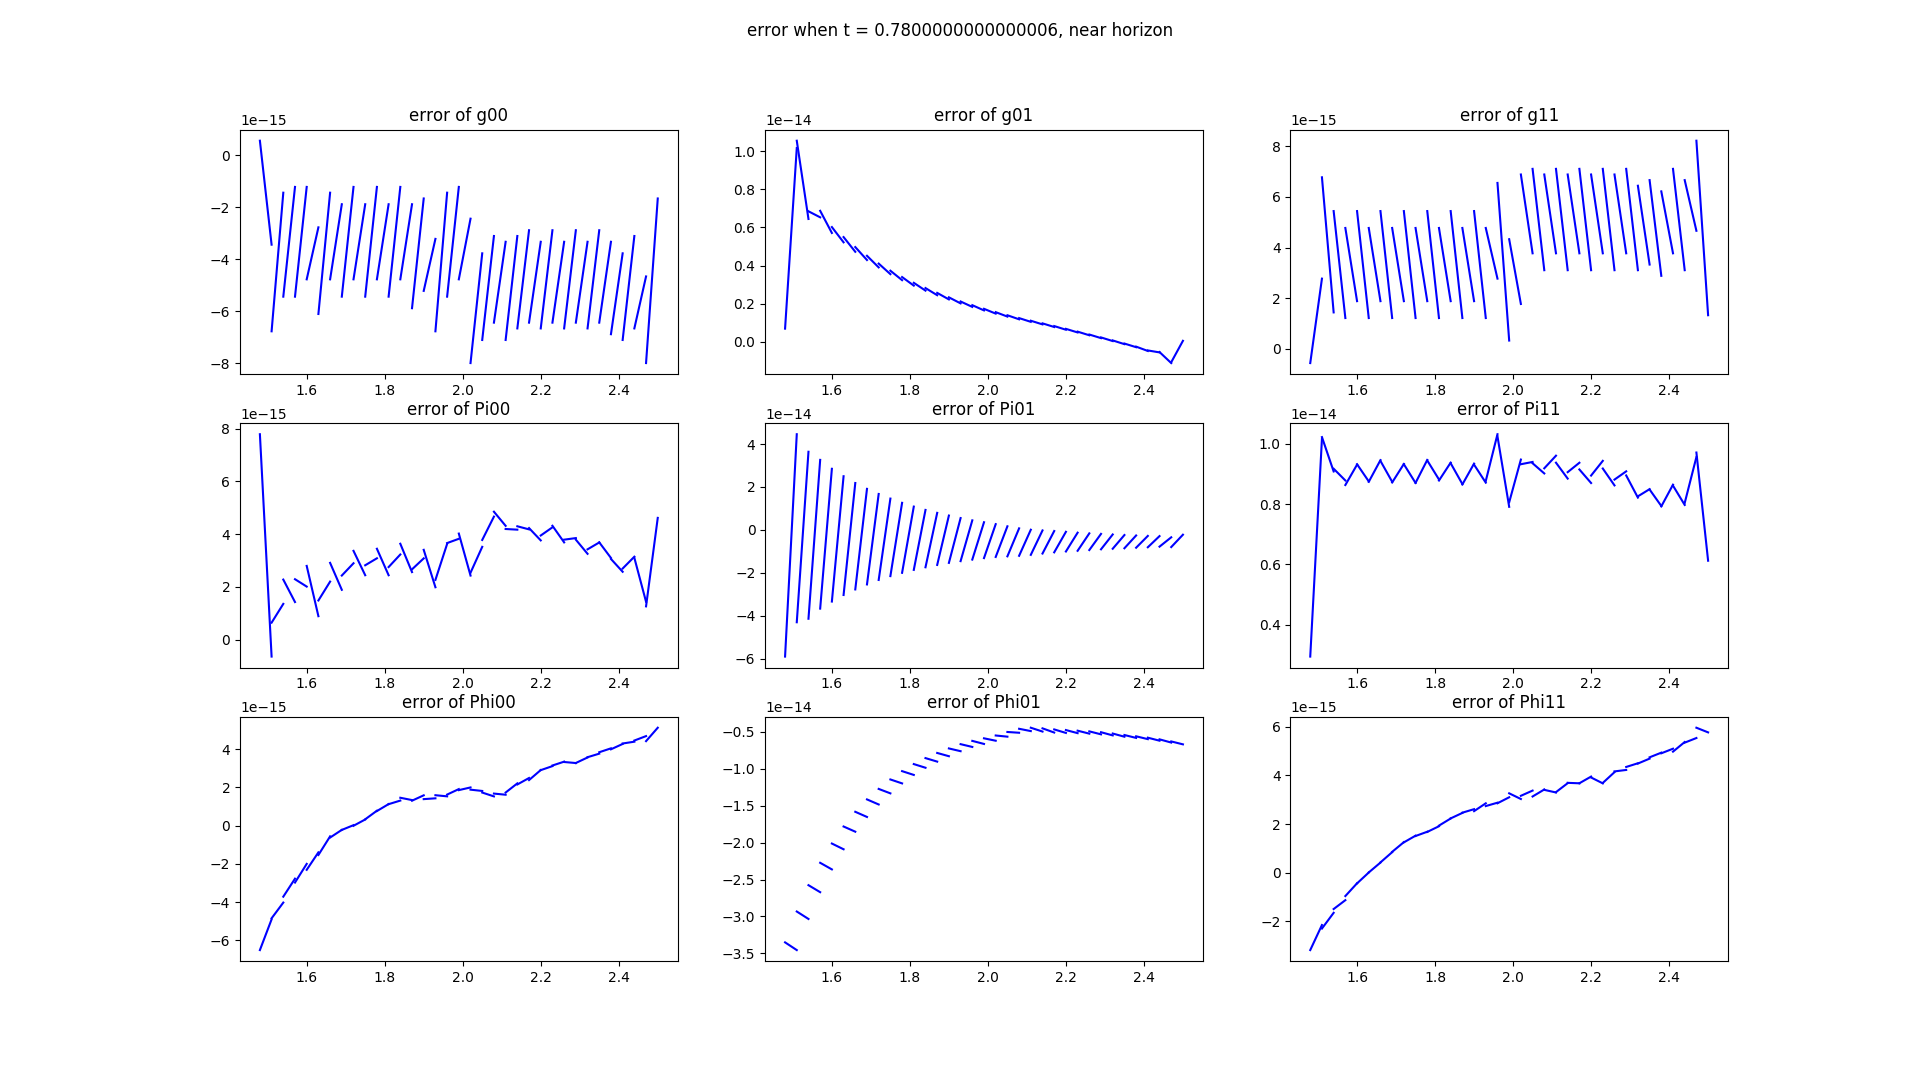 error when t = 0.7800000000000006, near horizon
error of g00
1e−15
0
−2
−4
−6
−8
1.6 1.8 2.0 2.2 2.4
error of g01
1e−14
1.0
0.8
0.6
0.4
0.2
0.0
1.6 1.8 2.0 2.2 2.4
error of g11
1e−15
8
6
4
2
0
1.6 1.8 2.0 2.2 2.4
error of Pi00
1e−15
8
6
4
2
0
1.6 1.8 2.0 2.2 2.4
error of Pi01
1e−14
4
2
0
−2
−4
−6
1.6 1.8 2.0 2.2 2.4
error of Pi11
1e−14
1.0
0.8
0.6
0.4
1.6 1.8 2.0 2.2 2.4
error of Phi00
1e−15
4
2
0
−2
−4
−6
1.6 1.8 2.0 2.2 2.4
error of Phi01
1e−14
−0.5
−1.0
−1.5
−2.0
−2.5
−3.0
−3.5
1.6 1.8 2.0 2.2 2.4
error of Phi11
1e−15
6
4
2
0
−2
1.6 1.8 2.0 2.2 2.4